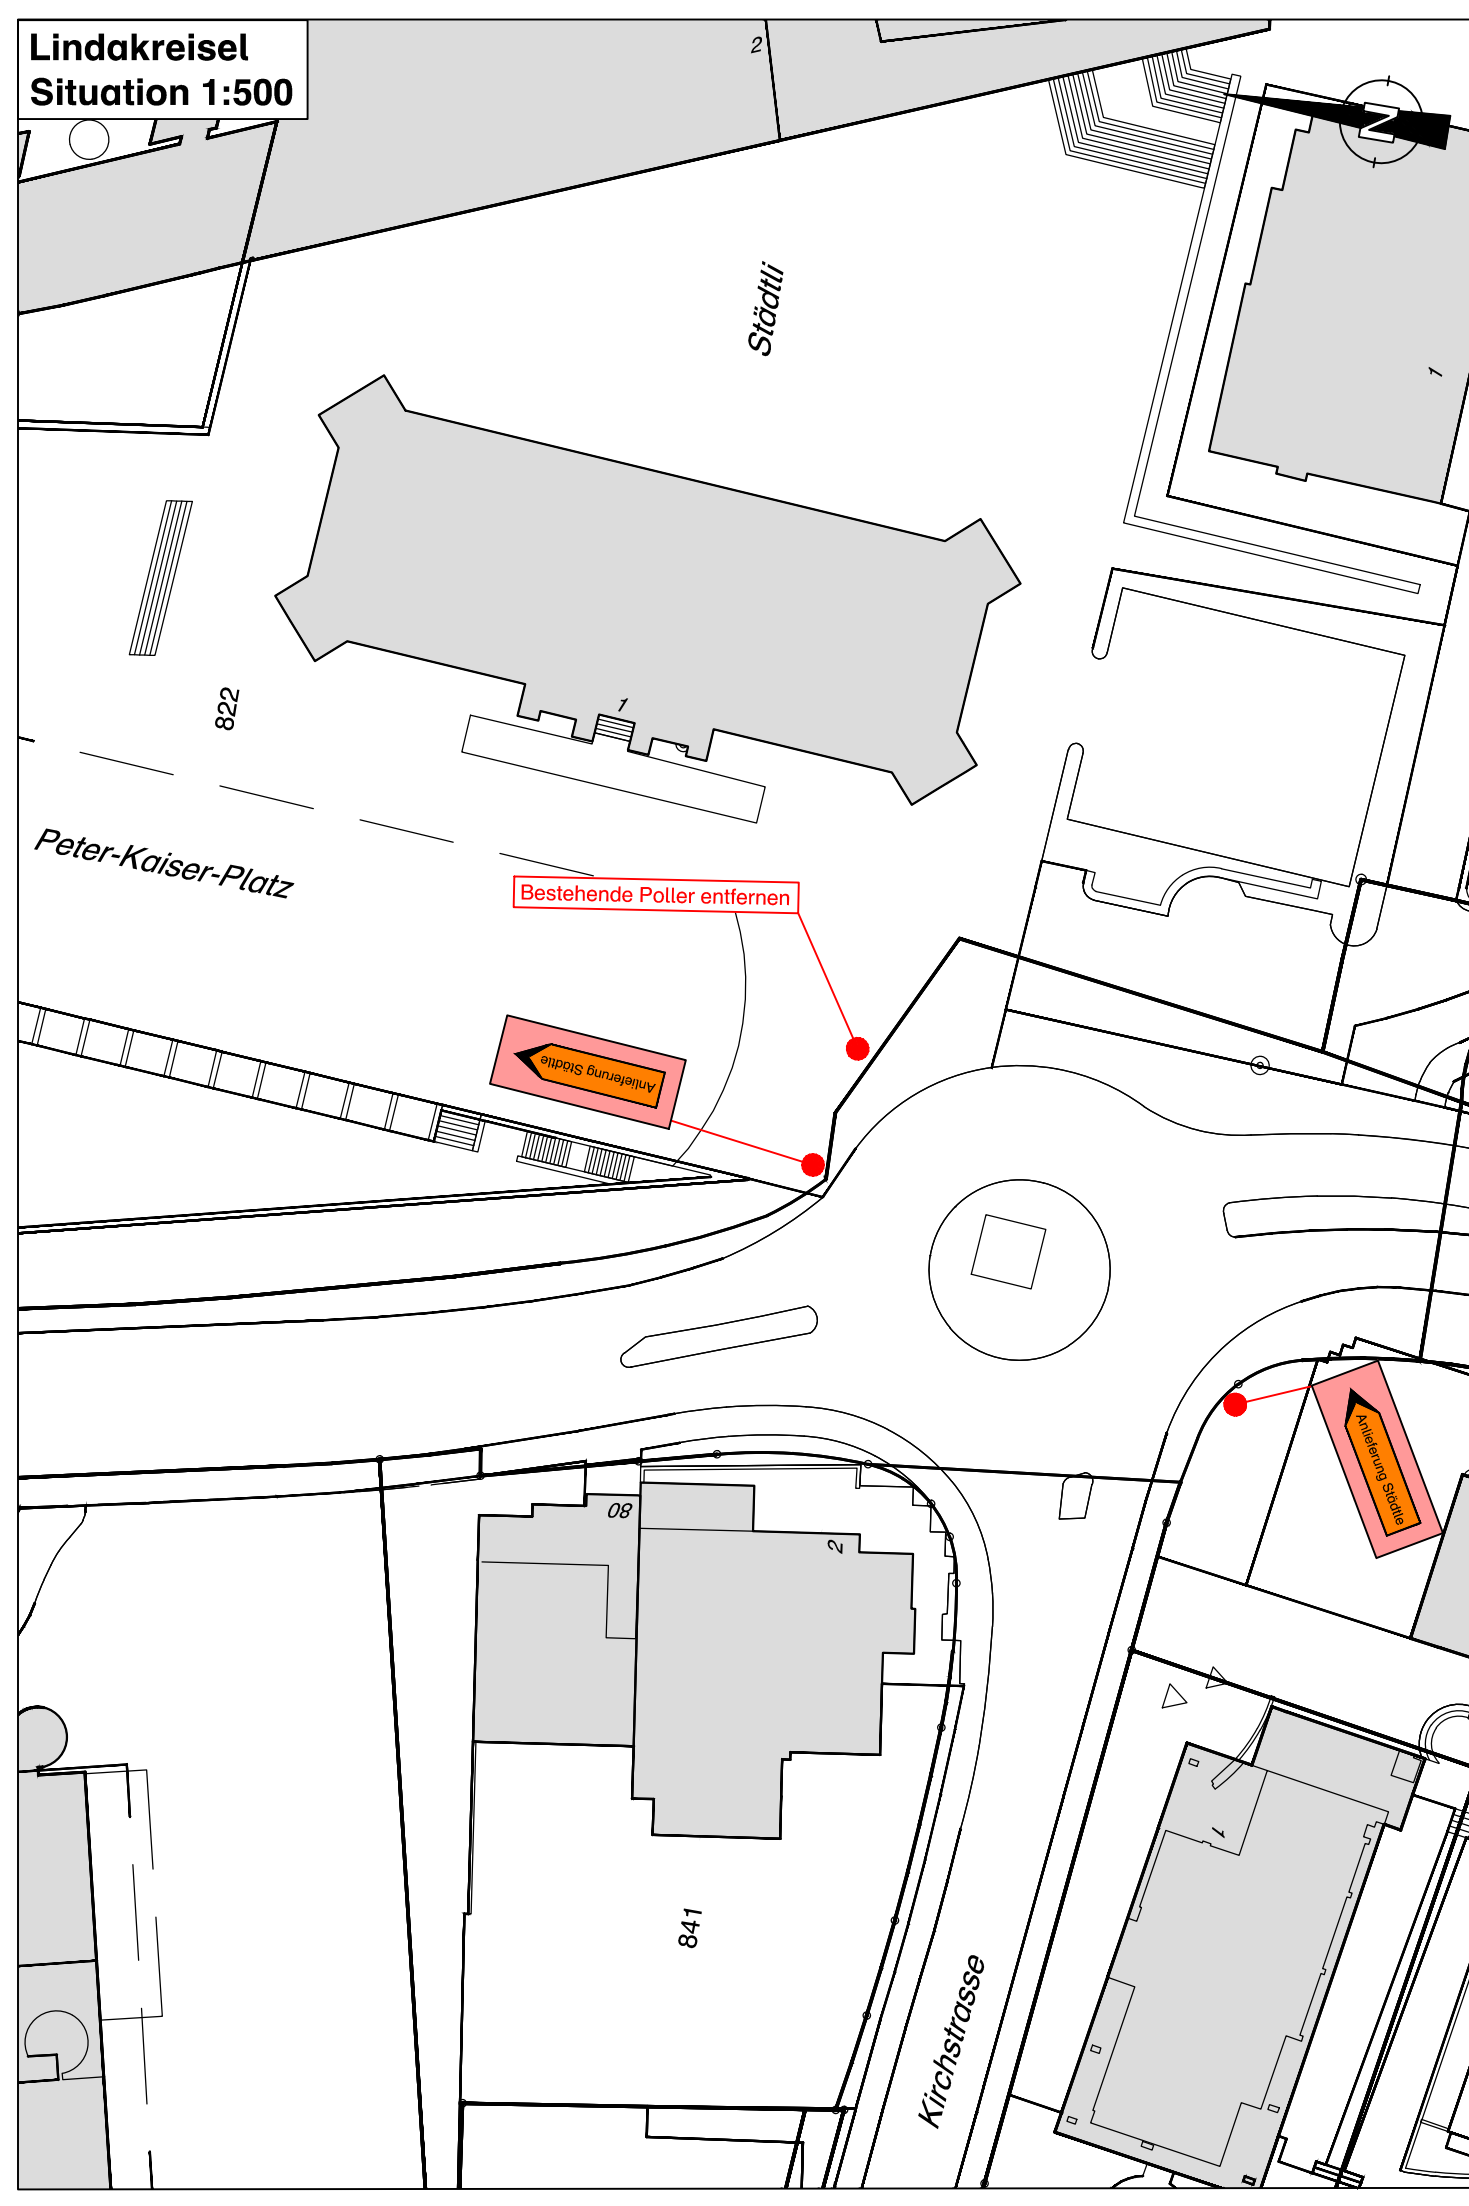 Lindakreisel
Situation 1:500
2
N
Städtli
1
1
822
Peter-Kaiser-Platz
Bestehende Poller entfernen
Anlieferung Städtle
Anlieferung Städtle
80
2
1
841
Kirchstrasse